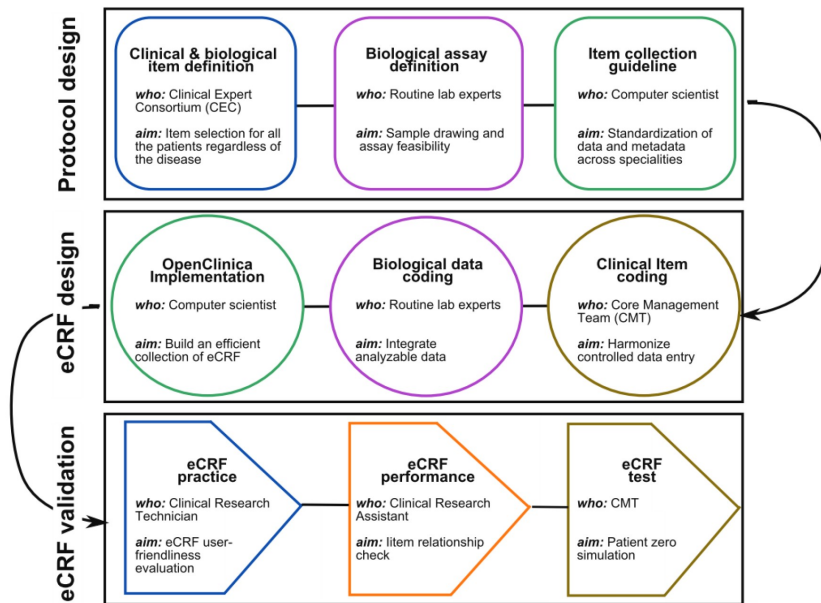 Protocol design
Clinical & biological
item definition
who: Clinical Expert
Consortium (CEC)
aim: Item selection for all
the patients regardless
of the disease
Biological assay
definition
who: Routine lab experts
aim: Sample drawing and
assay feasibility
Item collection
guideline
who: Computer scientist
aim: Standardization of
data and metadata
across specialities
eCRF design
OpenClinica
Implementation
who: Computer scientist
aim: Build an efficient
collection of eCRF
Biological data
coding
who: Routine lab experts
aim: Integrate
analyzable data
Clinical Item
coding
who: Core Management
Team (CMT)
aim: Harmonize
controlled data entry
eCRF validation
eCRF
practice
who: Clinical Research
Technician
aim: eCRF user-
friendliness
evaluation
eCRF
performance
who: Clinical Research
Assistant
aim: Iitem relationship
check
eCRF
test
who: CMT
aim: Patient zero
simulation